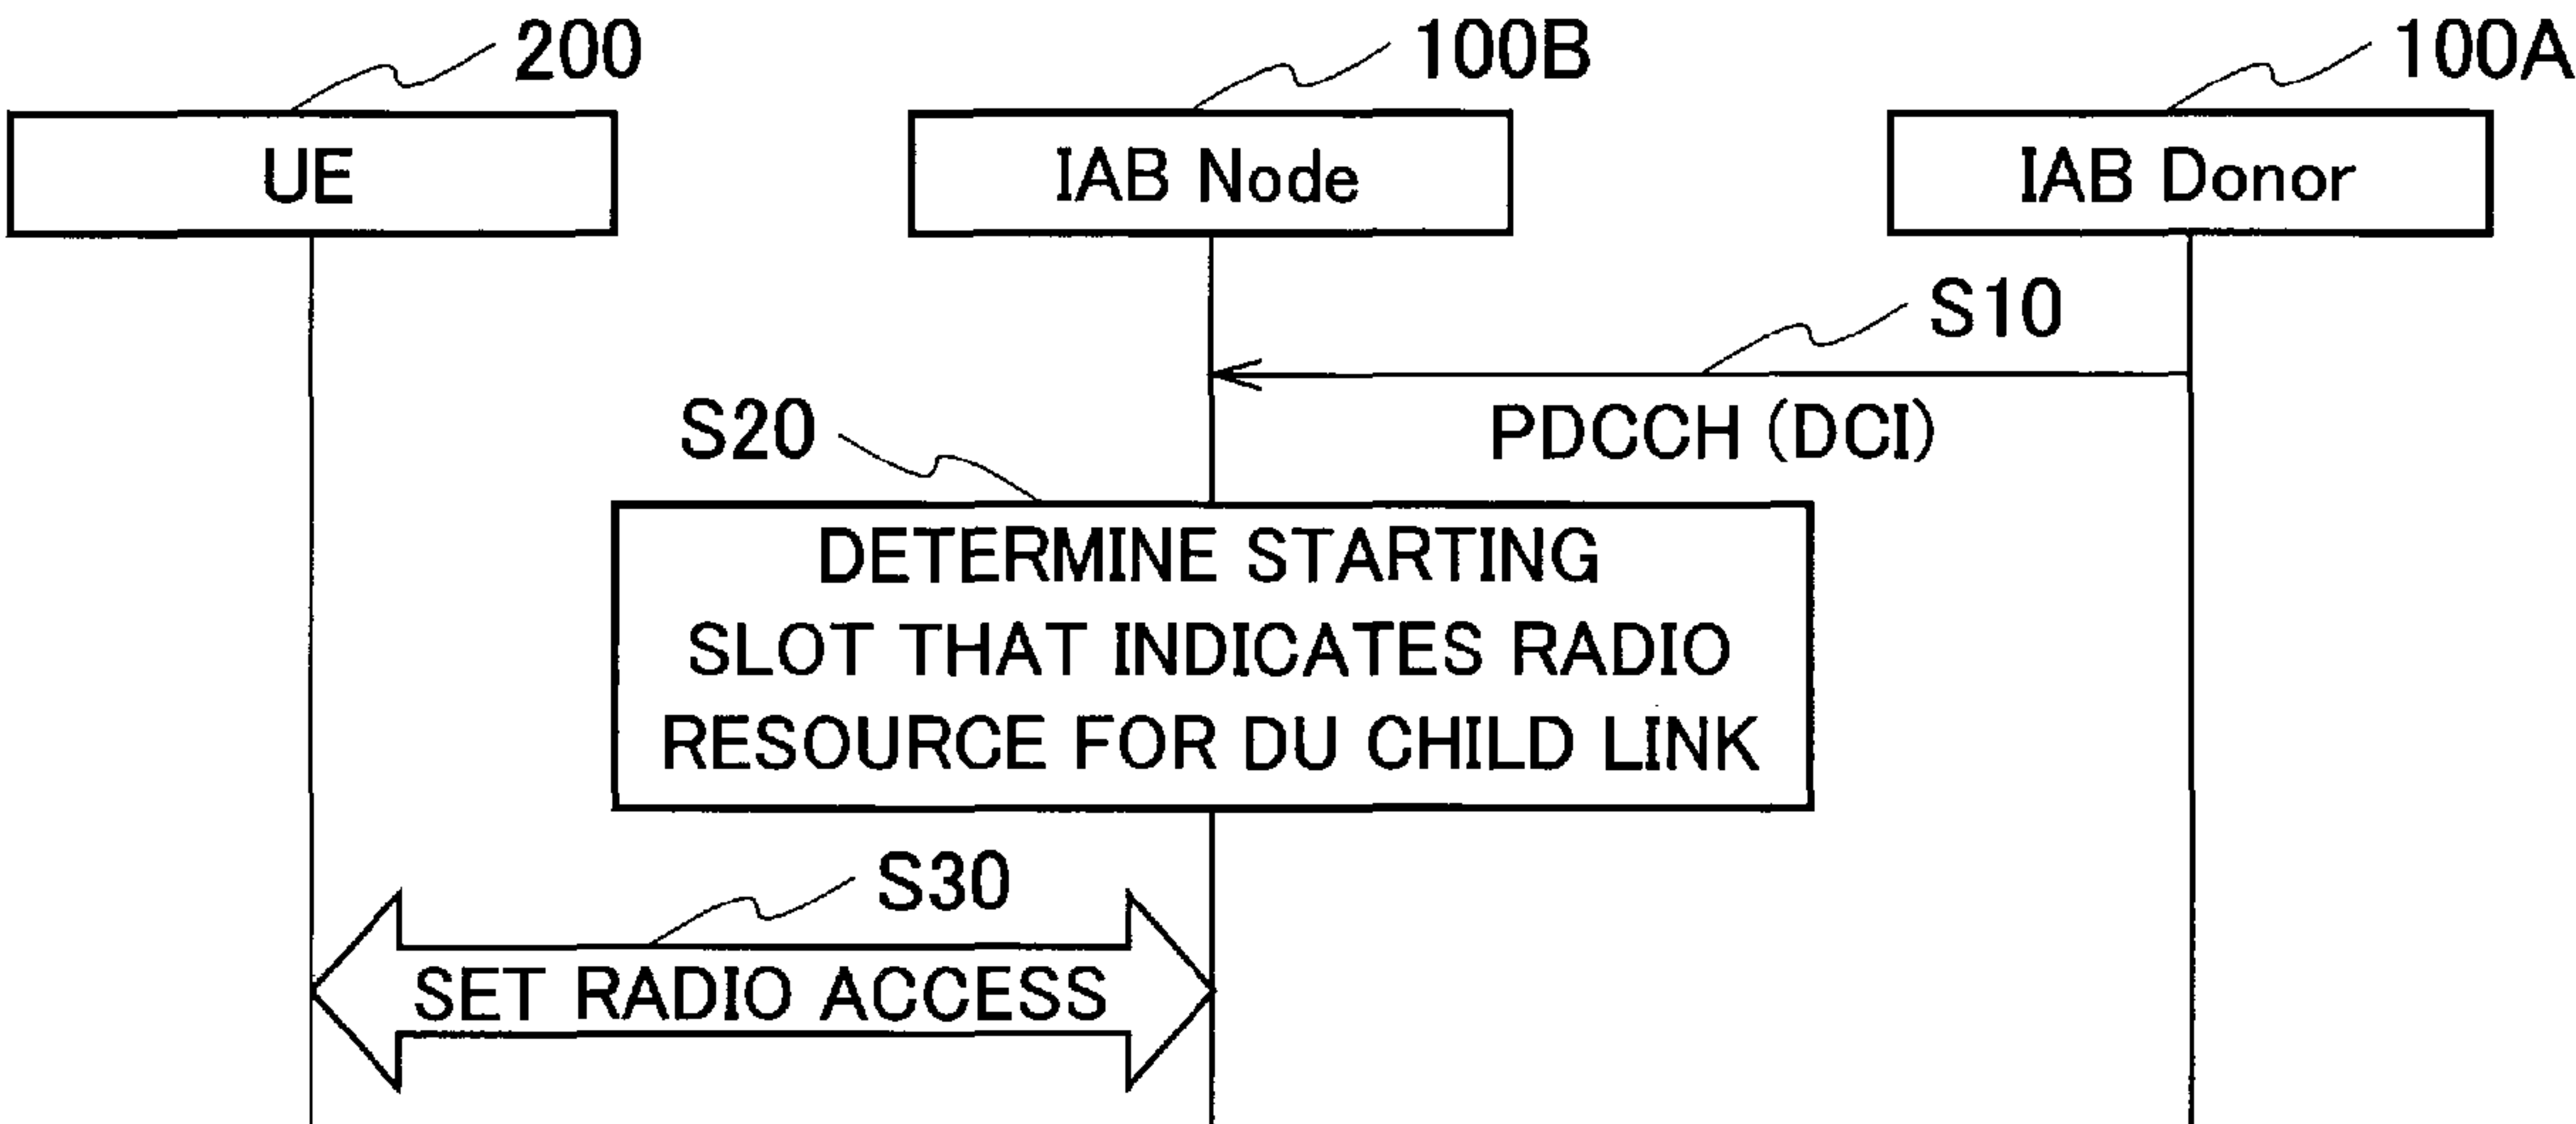 200
100B
100A
UE
IAB Node
IAB Donor
S10
PDCCH (DCI)
S20
DETERMINE STARTING
SLOT THAT INDICATES RADIO
RESOURCE FOR DU CHILD LINK
S30
SET RADIO ACCESS